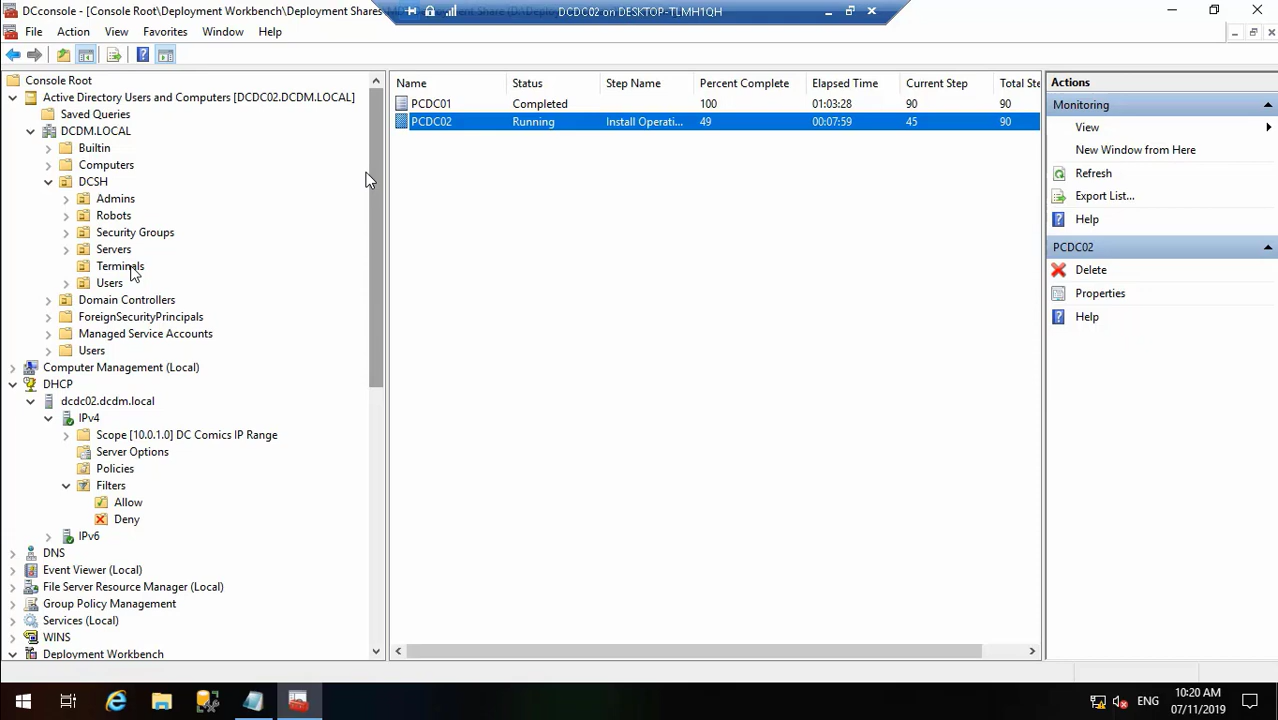 DCconsole - [Console Root\Deployment Workbench\Deployment Shares
DCDC02 on DESKTOP-TLMH1QH
File Action View Favorites Window Help
Console Root
Active Directory Users and Computers [DCDC02.DCDM.LOCAL]
Saved Queries
DCDM.LOCAL
Builtin
Computers
DCSH
Admins
Robots
Security Groups
Servers
Terminals
Users
Domain Controllers
ForeignSecurityPrincipals
Managed Service Accounts
Users
Computer Management (Local)
DHCP
dcdc02.dcdm.local
IPv4
Scope [10.0.1.0] DC Comics IP Range
Server Options
Policies
Filters
Allow
Deny
IPv6
DNS
Event Viewer (Local)
File Server Resource Manager (Local)
Group Policy Management
Services (Local)
WINS
Deployment Workbench
Name Status Step Name Percent Complete Elapsed Time Current Step Total Ste
PCDC01 Completed 100 01:03:28 90 90
PCDC02 Running Install Operati... 49 00:07:59 45 90
Actions
Monitoring
View
New Window from Here
Refresh
Export List...
Help
PCDC02
Delete
Properties
Help
ENG
10:20 AM
07/11/2019